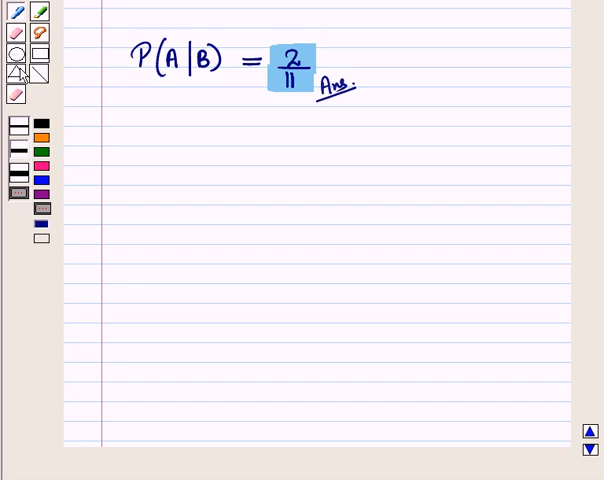 P(A|B) = 2/11 Ans.